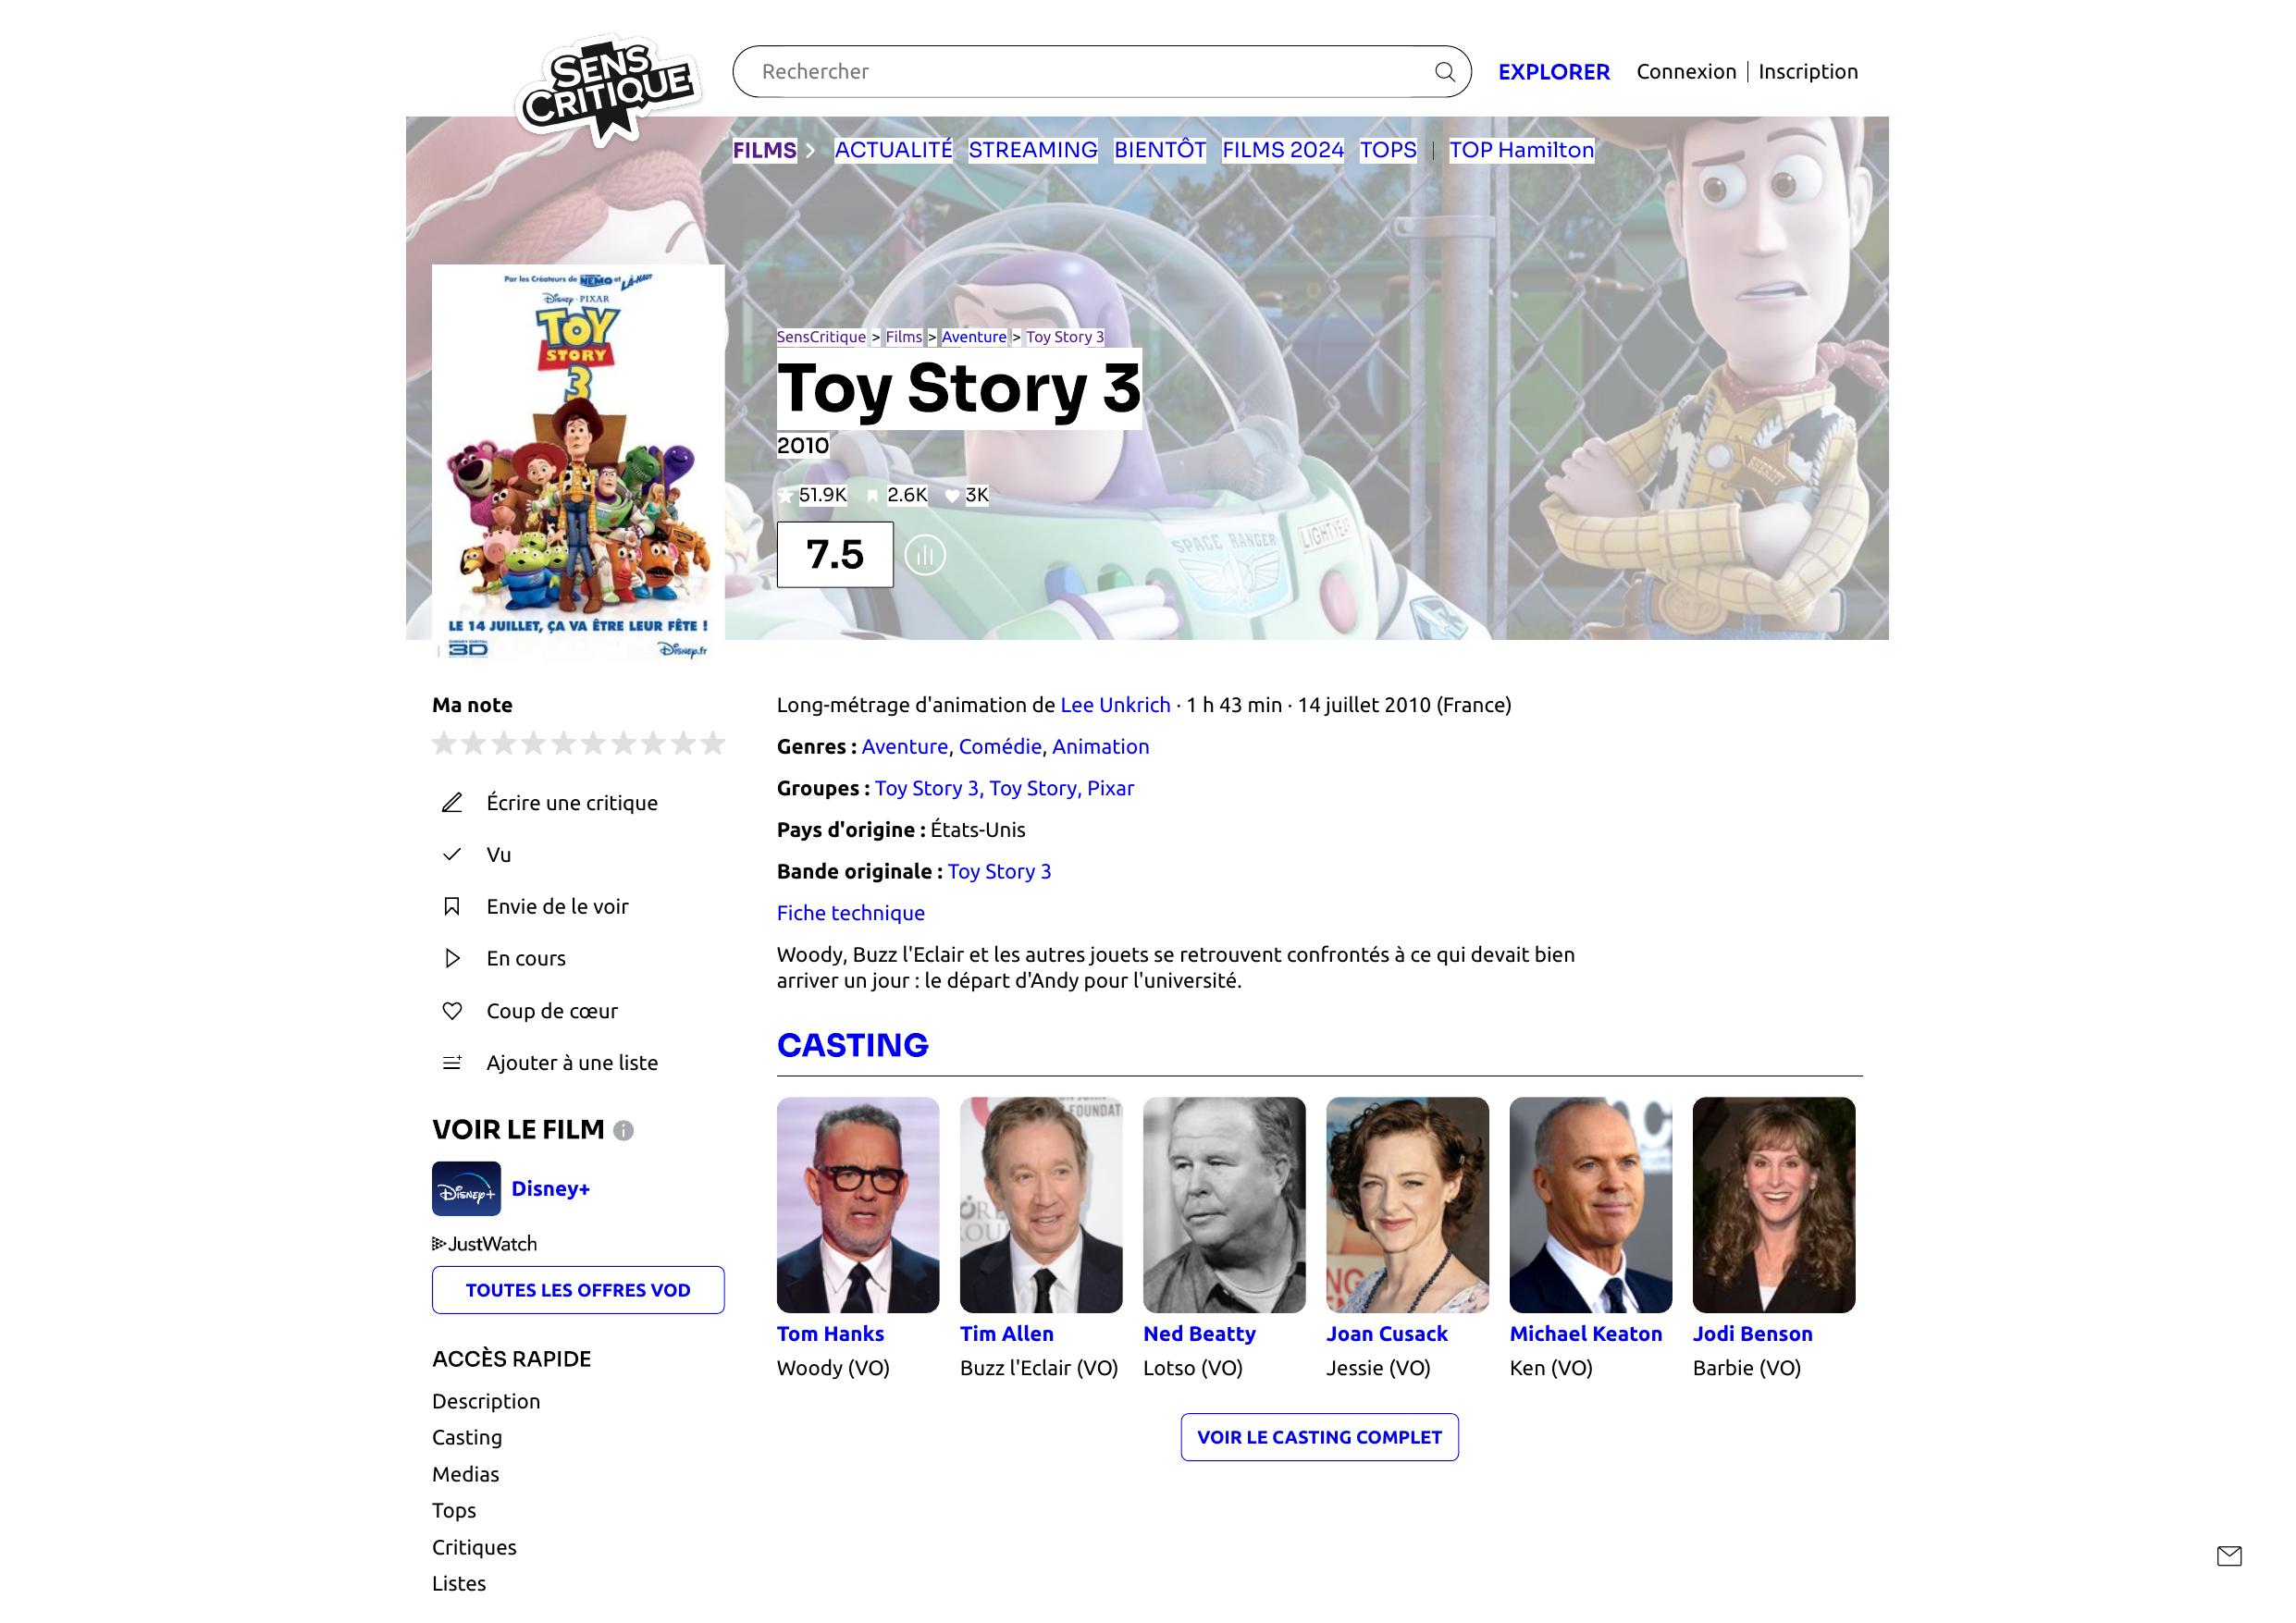 SENS
CRITIQUE
Rechercher
EXPLORER
Connexion | Inscription
FILMS
ACTUALITÉ STREAMING BIENTÔT FILMS 2024 TOPS | TOP Hamilton
Par les Créateurs de NEMO et LÀ-HAUT
Disney · PIXAR
TOY
STORY
3
LE 14 JUILLET, ÇA VA ÊTRE LEUR FÊTE !
DISNEY DIGITAL
3D
Disney.fr
SensCritique > Films > Aventure > Toy Story 3
Toy Story 3
2010
51.9K 2.6K 3K
7.5
SPACE RANGER
LIGHTYEAR
SHERIFF
Ma note
Écrire une critique
Vu
Envie de le voir
En cours
Coup de cœur
Ajouter à une liste
VOIR LE FILM
Disney+
Disney+
JustWatch
TOUTES LES OFFRES VOD
ACCÈS RAPIDE
Description
Casting
Medias
Tops
Critiques
Listes
Long-métrage d'animation de Lee Unkrich · 1 h 43 min · 14 juillet 2010 (France)
Genres : Aventure, Comédie, Animation
Groupes : Toy Story 3, Toy Story, Pixar
Pays d'origine : États-Unis
Bande originale : Toy Story 3
Fiche technique
Woody, Buzz l'Eclair et les autres jouets se retrouvent confrontés à ce qui devait bien
arriver un jour : le départ d'Andy pour l'université.
CASTING
Tom Hanks
Woody (VO)
Tim Allen
Buzz l'Eclair (VO)
Ned Beatty
Lotso (VO)
Joan Cusack
Jessie (VO)
Michael Keaton
Ken (VO)
Jodi Benson
Barbie (VO)
VOIR LE CASTING COMPLET